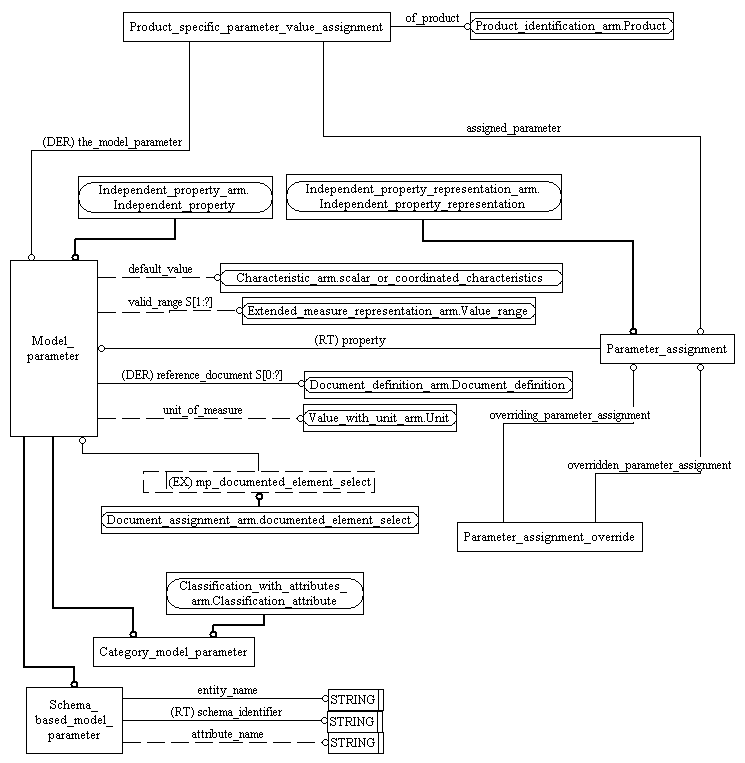 of_product
Product_specific_parameter_value_assignment
Product_identification_arm.Product
assigned_parameter
(DER) the_model_parameter
Independent_property_arm.
Independent_property
Independent_property_representation_arm.
Independent_property_representation
default_value
Characteristic_arm.scalar_or_coordinated_characteristics
valid_range S[1:?]
Extended_measure_representation_arm.Value_range
Model_
parameter
(RT) property
Parameter_assignment
(DER) reference_document S[0:?]
Document_definition_arm.Document_definition
unit_of_measure
Value_with_unit_arm.Unit
overriding_parameter_assignment
overridden_parameter_assignment
(EX) mp_documented_element_select
Document_assignment_arm.documented_element_select
Parameter_assignment_override
Classification_with_attributes_
arm.Classification_attribute
Category_model_parameter
Schema_
based_model_
parameter
entity_name
STRING
(RT) schema_identifier
STRING
attribute_name
STRING